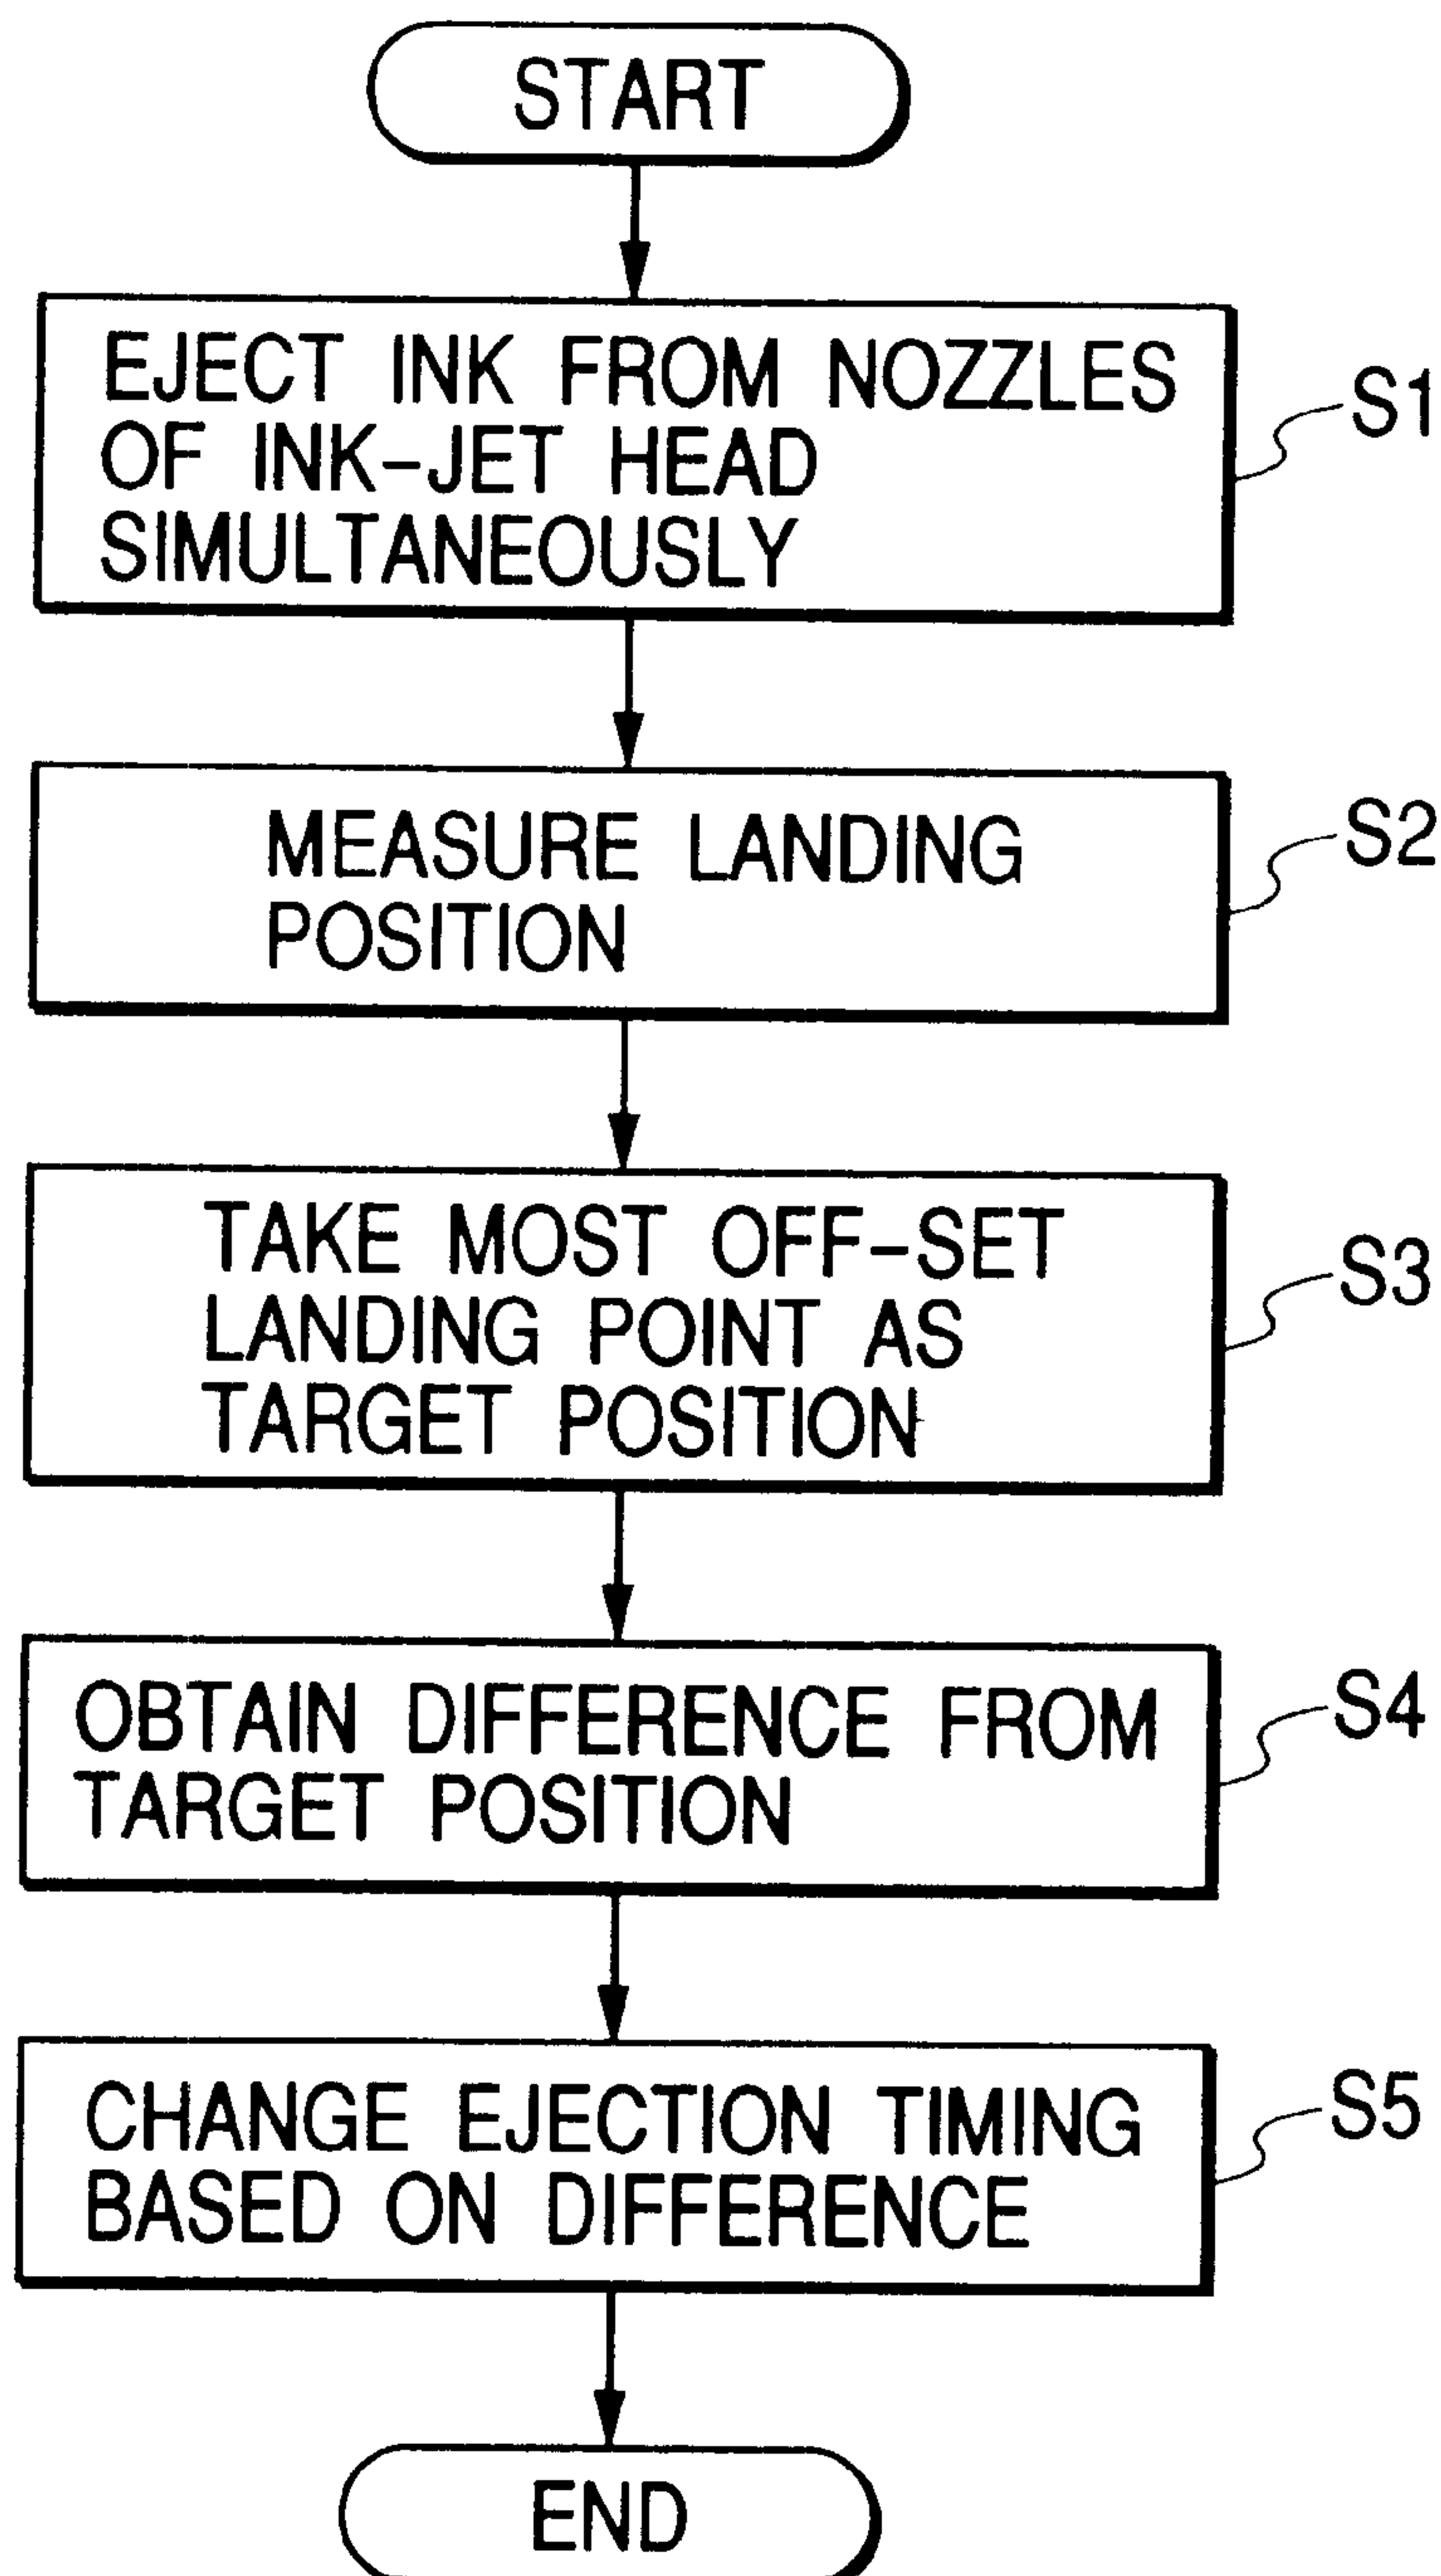 START
EJECT INK FROM NOZZLES
OF INK-JET HEAD
SIMULTANEOUSLY
S1
MEASURE LANDING
POSITION
S2
TAKE MOST OFF-SET
LANDING POINT AS
TARGET POSITION
S3
OBTAIN DIFFERENCE FROM
TARGET POSITION
S4
CHANGE EJECTION TIMING
BASED ON DIFFERENCE
S5
END